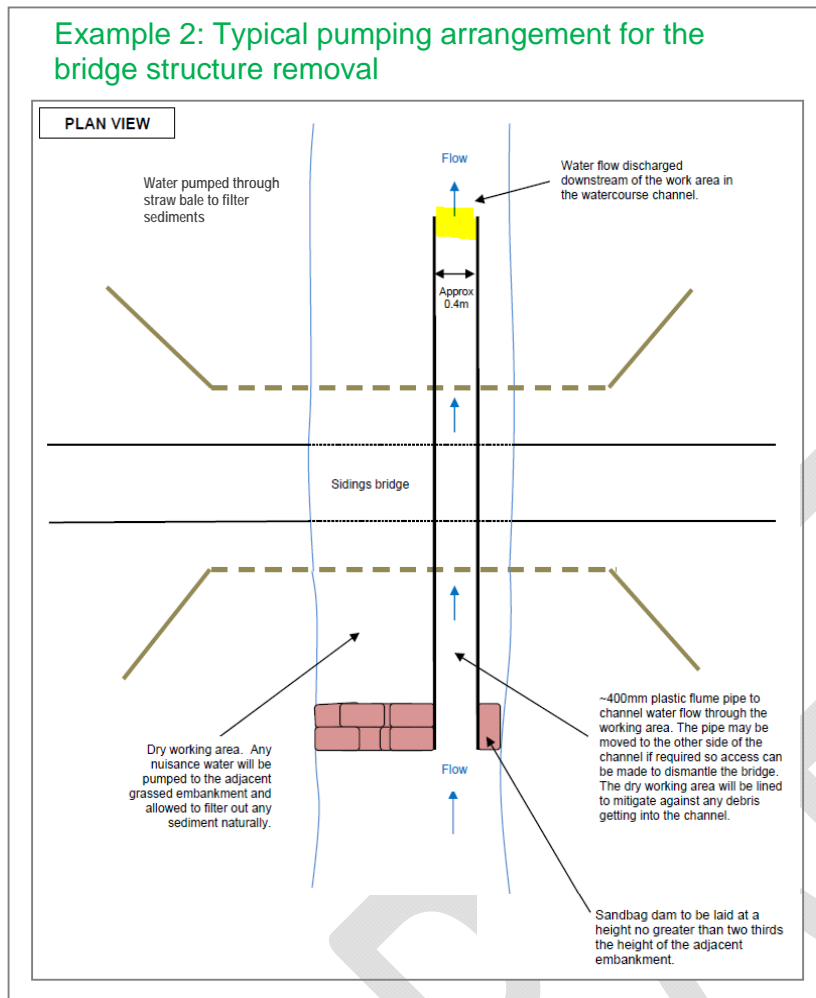 Example 2: Typical pumping arrangement for the
bridge structure removal
PLAN VIEW
Flow
Water flow discharged
downstream of the work area in
the watercourse channel.
Water pumped through
straw bale to filter
sediments
Approx
0.4m
Sidings bridge
Dry working area. Any
nuisance water will be
pumped to the adjacent
grassed embankment and
allowed to filter out any
sediment naturally.
~400mm plastic flume pipe to
channel water flow through the
working area. The pipe may be
moved to the other side of the
channel if required so access can
be made to dismantle the bridge.
The dry working area will be lined
to mitigate against any debris
getting into the channel.
Flow
Sandbag dam to be laid at a
height no greater than two thirds
the height of the adjacent
embankment.